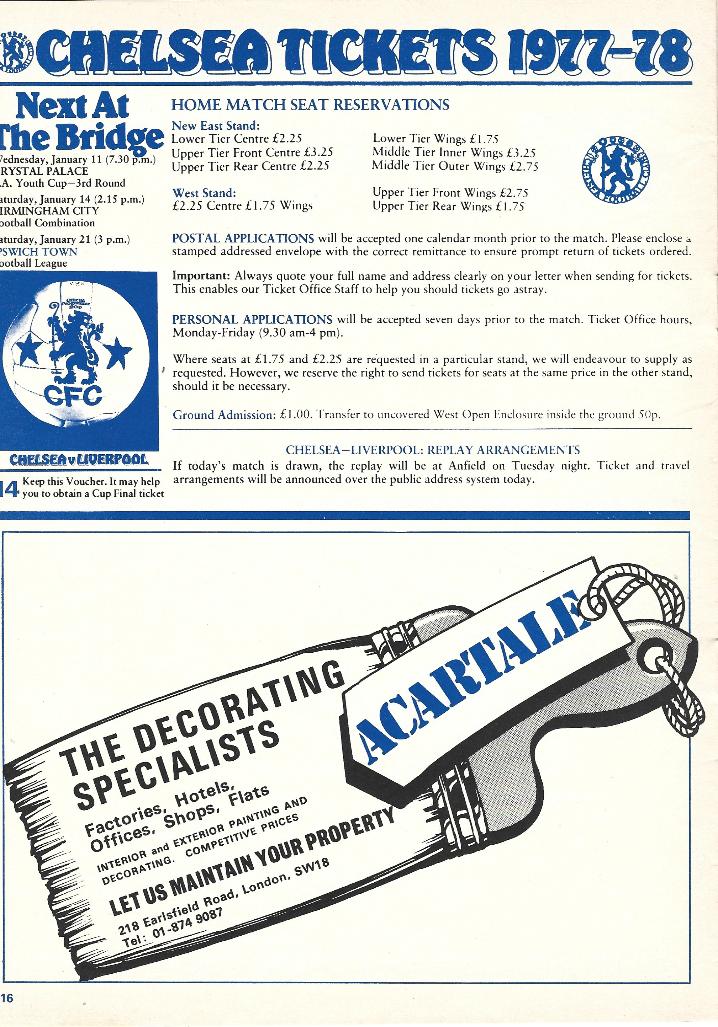 CHELSEA TICKETS 1977-78
Next At
The Bridge
Wednesday, January 11 (7.30 p.m.)
CRYSTAL PALACE
F.A. Youth Cup—3rd Round
Saturday, January 14 (2.15 p.m.)
BIRMINGHAM CITY
Football Combination
Saturday, January 21 (3 p.m.)
IPSWICH TOWN
Football League
CFC
CHELSEA v LIVERPOOL
14 Keep this Voucher. It may help
you to obtain a Cup Final ticket
HOME MATCH SEAT RESERVATIONS
New East Stand:
Lower Tier Centre £2.25
Upper Tier Front Centre £3.25
Upper Tier Rear Centre £2.25
Lower Tier Wings £1.75
Middle Tier Inner Wings £3.25
Middle Tier Outer Wings £2.75
West Stand:
£2.25 Centre £1.75 Wings
Upper Tier Front Wings £2.75
Upper Tier Rear Wings £1.75
POSTAL APPLICATIONS will be accepted one calendar month prior to the match. Please enclose a
stamped addressed envelope with the correct remittance to ensure prompt return of tickets ordered.
Important: Always quote your full name and address clearly on your letter when sending for tickets.
This enables our Ticket Office Staff to help you should tickets go astray.
PERSONAL APPLICATIONS will be accepted seven days prior to the match. Ticket Office hours,
Monday-Friday (9.30 am-4 pm).
Where seats at £1.75 and £2.25 are requested in a particular stand, we will endeavour to supply as
requested. However, we reserve the right to send tickets for seats at the same price in the other stand,
should it be necessary.
Ground Admission: £1.00. Transfer to uncovered West Open Enclosure inside the ground 50p.
CHELSEA—LIVERPOOL: REPLAY ARRANGEMENTS
If today's match is drawn, the replay will be at Anfield on Tuesday night. Ticket and travel
arrangements will be announced over the public address system today.
ACARTALE
THE DECORATING
SPECIALISTS
Factories, Hotels,
Offices, Shops, Flats
INTERIOR and EXTERIOR PAINTING AND
DECORATING. COMPETITIVE PRICES
LET US MAINTAIN YOUR PROPERTY
218 Earlsfield Road, London, SW18
Tel: 01-874 9087
16